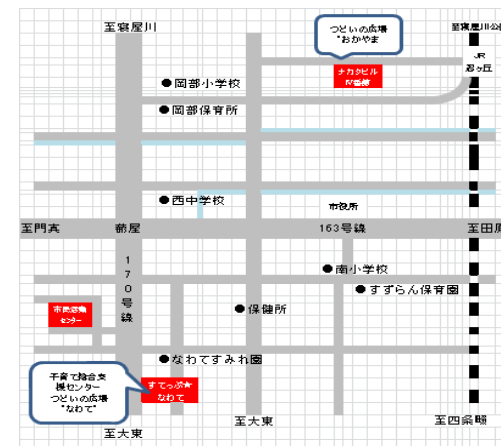 至寝屋川
つどいの広場
"おかやま
至寝屋川公
JR
忍ヶ丘
ナカタビル
IV番館
●岡部小学校
●岡部保育所
●西中学校
市役所
至門真
蔀屋
163号線
至田原
170号線
●南小学校
●すずらん保育園
市民活動
センター
●保健所
●なわてすみれ園
子育て総合支
援センター
つどいの広場
"なわて"
すてっぷ★
なわて
至大東
至大東
至四条畷